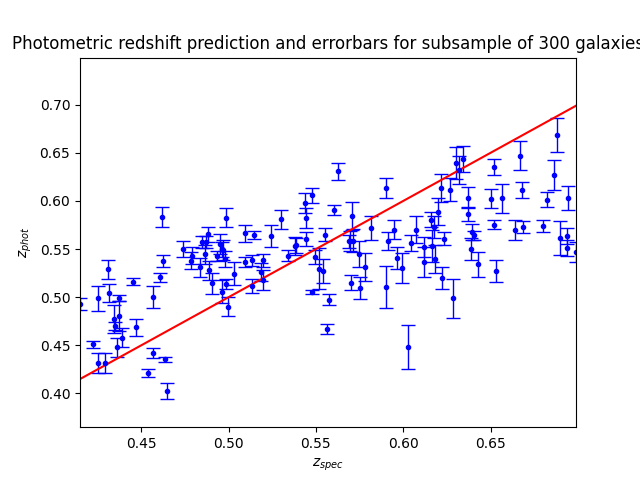 Photometric redshift prediction and errorbars for subsample of 300 galaxies
0.70
0.65
0.60
0.55
0.50
0.45
0.40
z_phot
0.45 0.50 0.55 0.60 0.65
z_spec